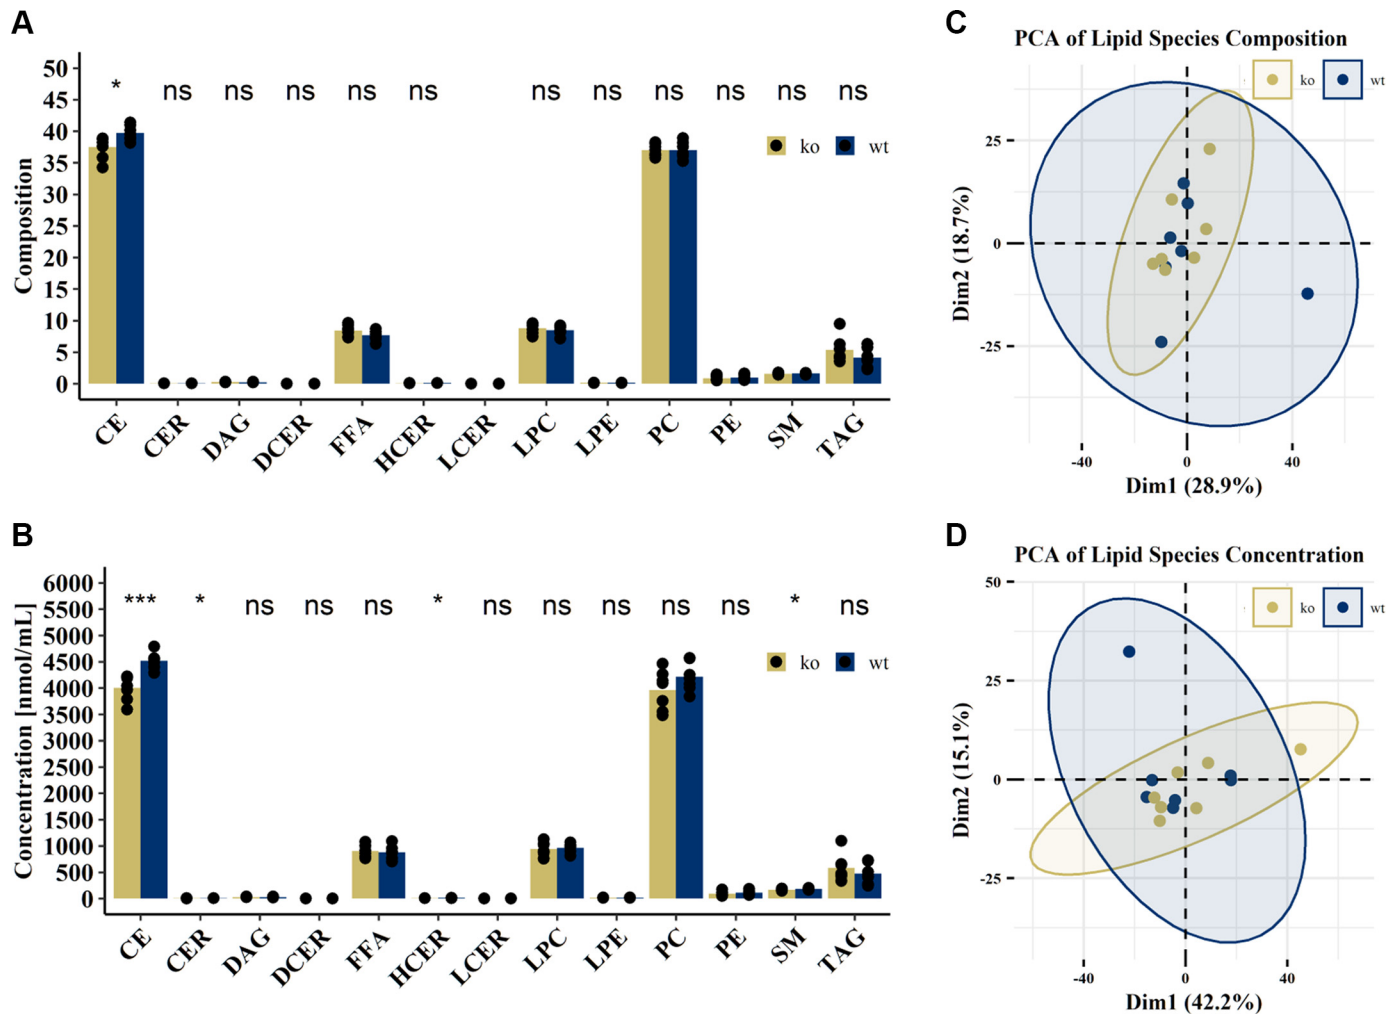 A
50
45
40
35
30
25
20
15
10
5
0
Composition
* ns ns ns ns ns ns ns ns ns ns ns
ko wt
CE CER DAG DCER FFA HCER LCER LPC LPE PC PE SM TAG
B
6000
5500
5000
4500
4000
3500
3000
2500
2000
1500
1000
500
0
Concentration [nmol/mL]
*** * ns ns ns * ns ns ns ns ns * ns
ko wt
CE CER DAG DCER FFA HCER LCER LPC LPE PC PE SM TAG
C
PCA of Lipid Species Composition
ko wt
25
0
-25
Dim2 (18.7%)
-40 0 40
Dim1 (28.9%)
D
PCA of Lipid Species Concentration
ko wt
50
25
0
-25
Dim2 (15.1%)
-40 0 40
Dim1 (42.2%)